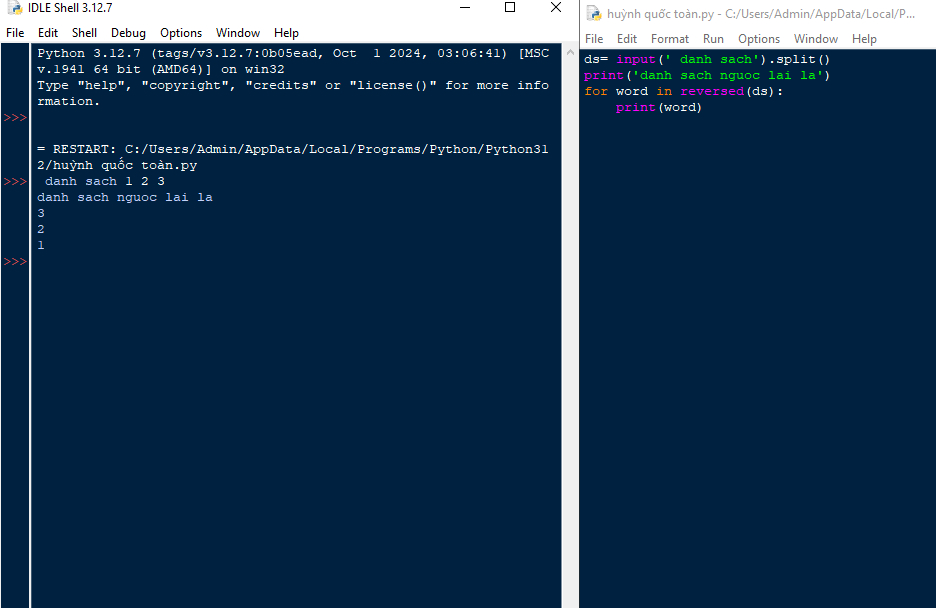 IDLE Shell 3.12.7
File Edit Shell Debug Options Window Help
Python 3.12.7 (tags/v3.12.7:0b05ead, Oct  1 2024, 03:06:41) [MSC
v.1941 64 bit (AMD64)] on win32
Type "help", "copyright", "credits" or "license()" for more info
rmation.
>>>
= RESTART: C:/Users/Admin/AppData/Local/Programs/Python/Python31
2/huỳnh quốc toàn.py
>>> danh sach 1 2 3
danh sach nguoc lai la
3
2
1
>>>
huỳnh quốc toàn.py - C:/Users/Admin/AppData/Local/P...
File Edit Format Run Options Window Help
ds= input(' danh sach').split()
print('danh sach nguoc lai la')
for word in reversed(ds):
    print(word)